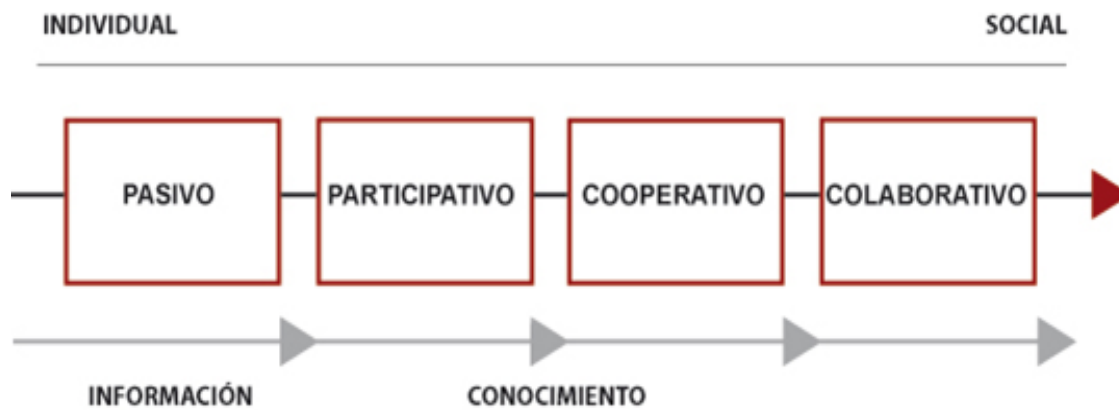 INDIVIDUAL SOCIAL
PASIVO PARTICIPATIVO COOPERATIVO COLABORATIVO
INFORMACIÓN CONOCIMIENTO